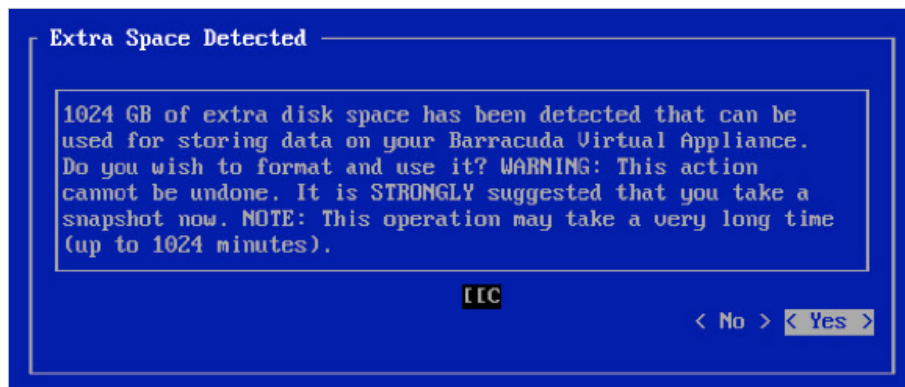 Extra Space Detected
1024 GB of extra disk space has been detected that can be
used for storing data on your Barracuda Virtual Appliance.
Do you wish to format and use it? WARNING: This action
cannot be undone. It is STRONGLY suggested that you take a
snapshot now. NOTE: This operation may take a very long time
(up to 1024 minutes).
[[C
< No > < Yes >